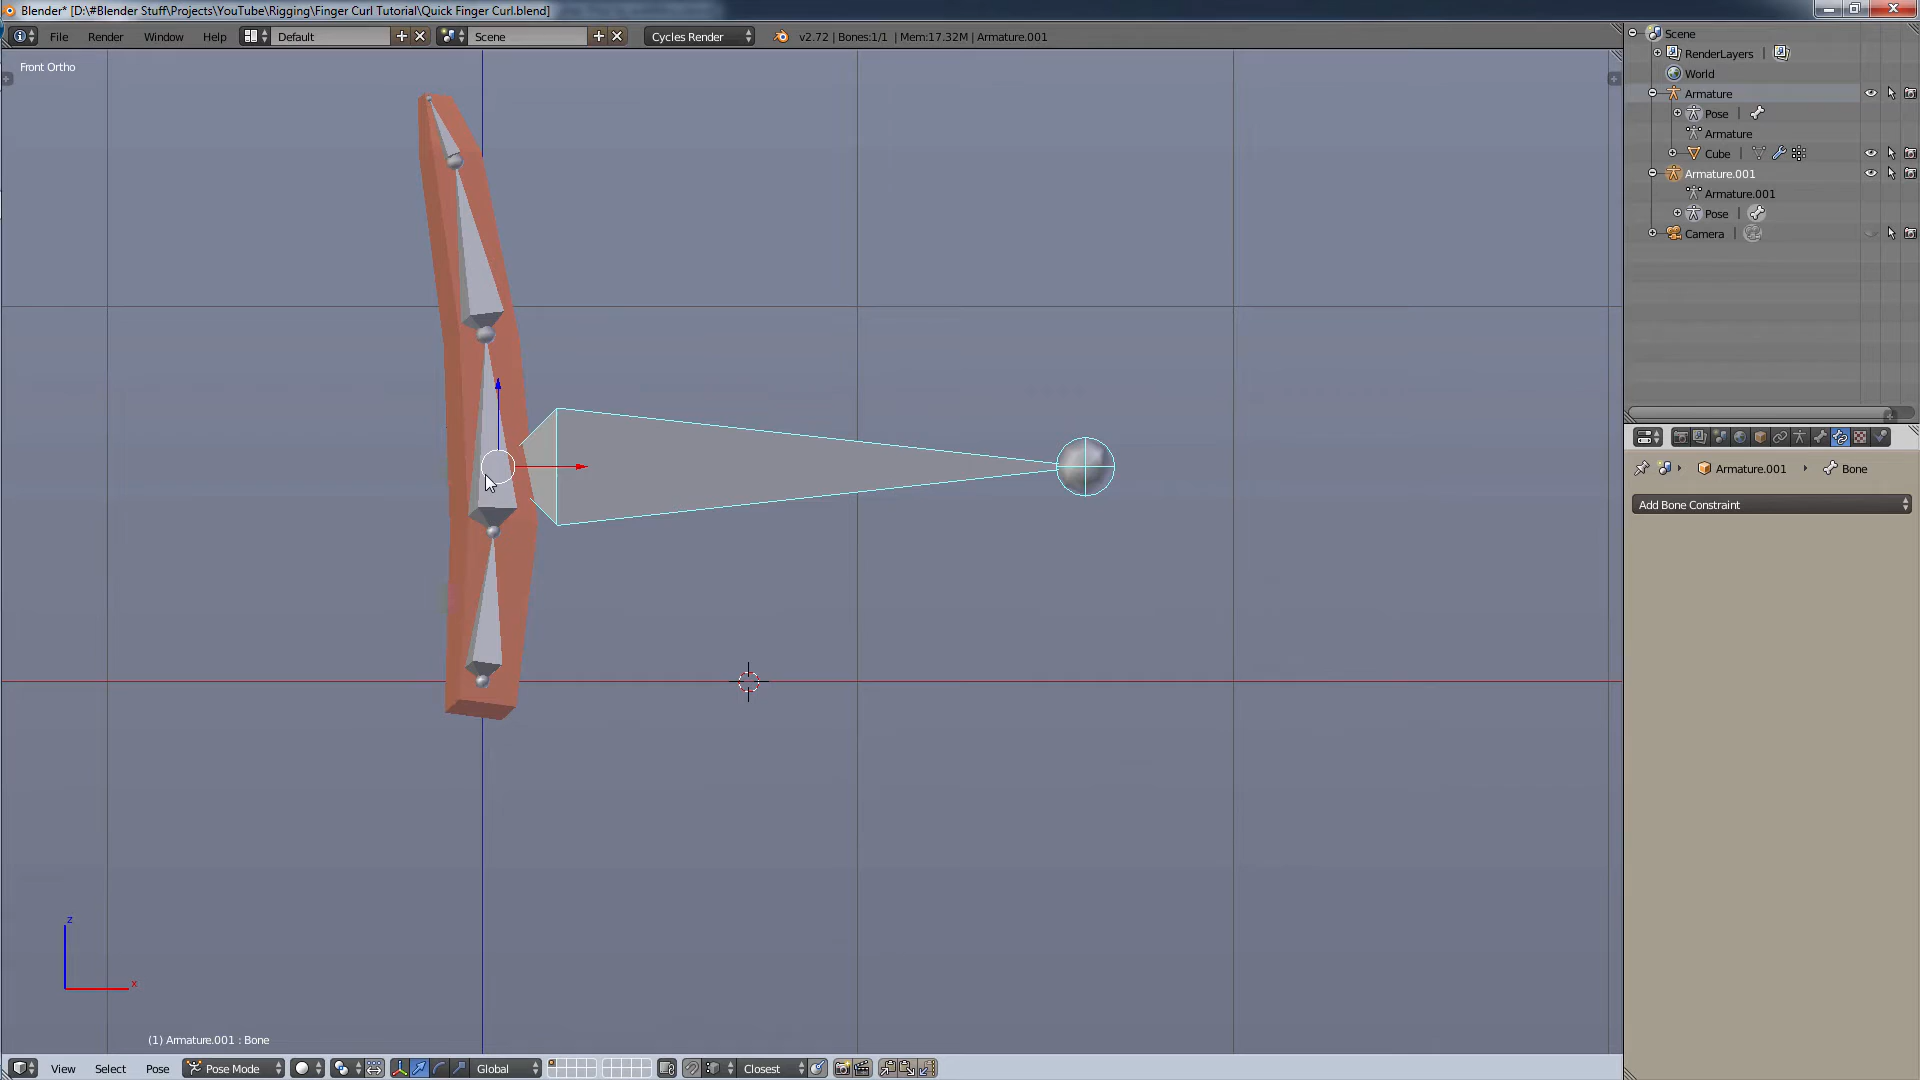 Blender* [D:\#Blender Stuff\Projects\YouTube\Rigging\Finger Curl Tutorial\Quick Finger Curl.blend]
File Render Window Help Default Scene Cycles Render v2.72 | Bones:1/1 | Mem:17.32M | Armature.001
Front Ortho
Scene
RenderLayers
World
Armature
Pose
Armature
Cube
Armature.001
Armature.001
Pose
Camera
Armature.001 Bone
Add Bone Constraint
z
x
(1) Armature.001 : Bone
View Select Pose Pose Mode Global Closest